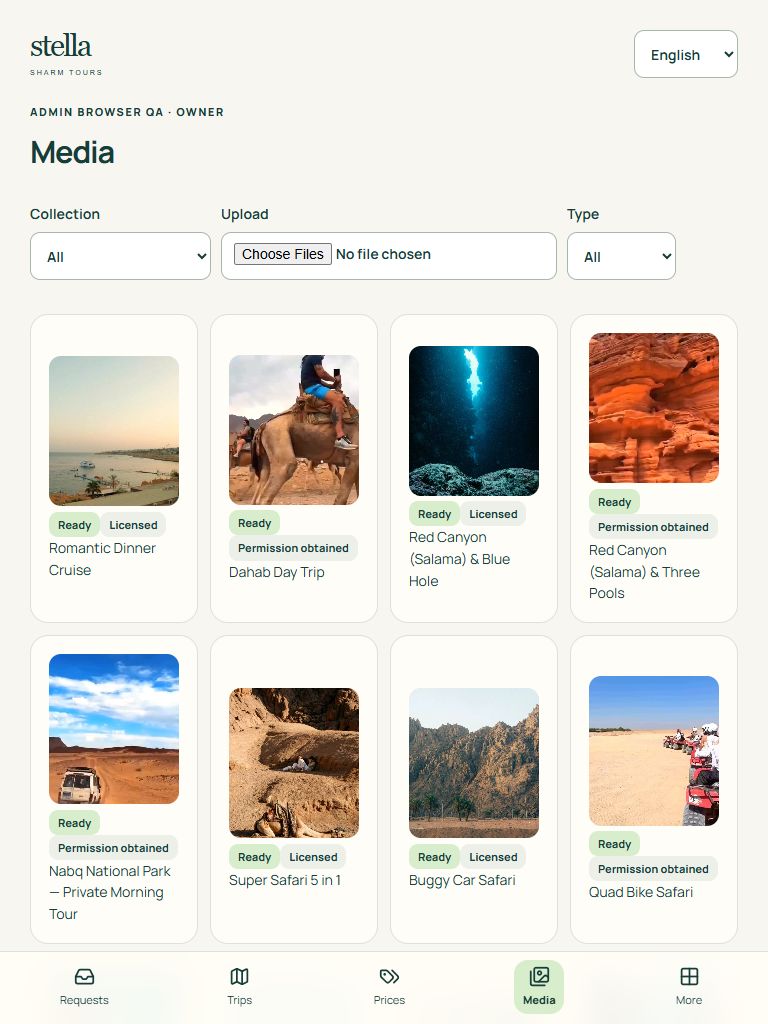 stella
SHARM TOURS
English
ADMIN BROWSER QA · OWNER
Media
Collection
Upload
Type
All
Choose Files No file chosen
All
Ready Licensed
Romantic Dinner
Cruise
Ready
Permission obtained
Dahab Day Trip
Ready Licensed
Red Canyon
(Salama) & Blue
Hole
Ready
Permission obtained
Red Canyon
(Salama) & Three
Pools
Ready
Permission obtained
Nabq National Park
— Private Morning
Tour
Ready Licensed
Super Safari 5 in 1
Ready Licensed
Buggy Car Safari
Ready
Permission obtained
Quad Bike Safari
Requests
Trips
Prices
Media
More